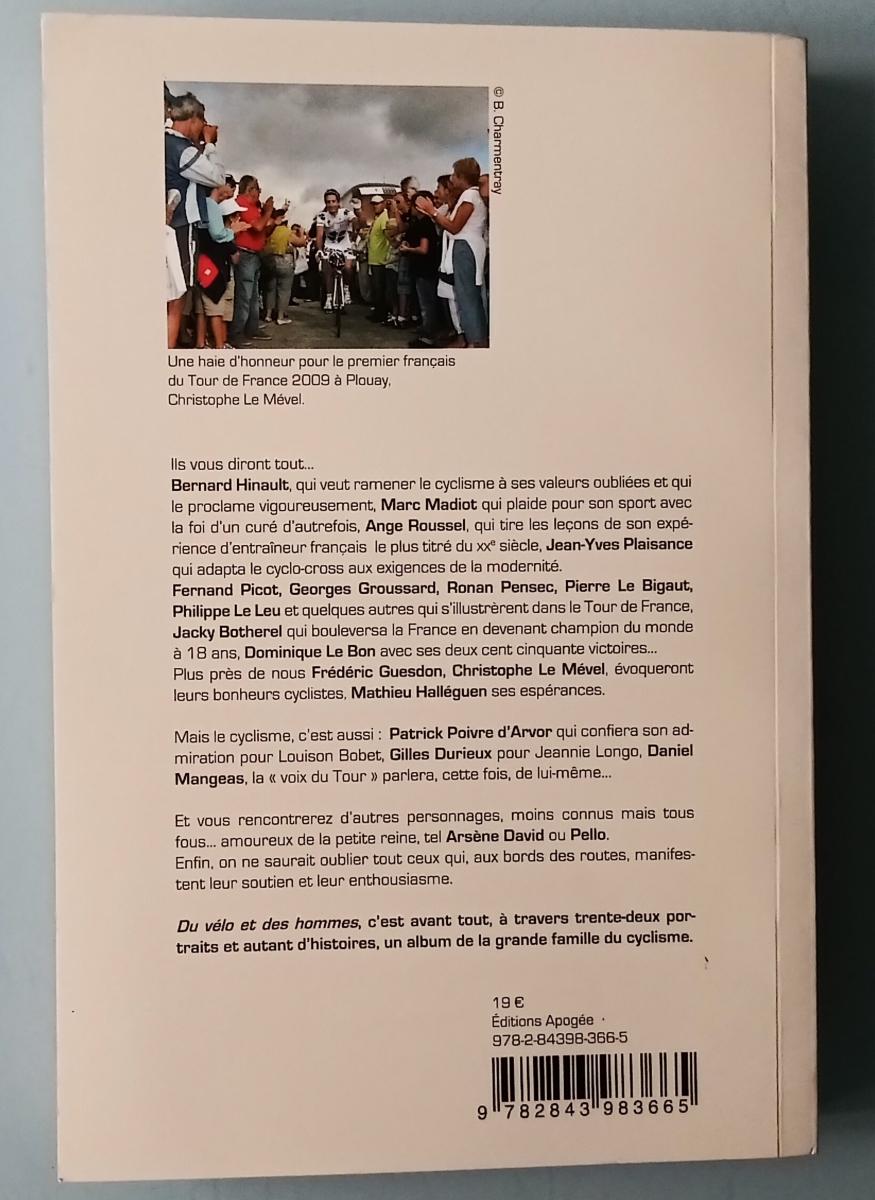 © B. Charmentray
Une haie d'honneur pour le premier français
du Tour de France 2009 à Plouay,
Christophe Le Mével.
Ils vous diront tout...
Bernard Hinault, qui veut ramener le cyclisme à ses valeurs oubliées et qui
le proclame vigoureusement, Marc Madiot qui plaide pour son sport avec
la foi d'un curé d'autrefois, Ange Roussel, qui tire les leçons de son expé-
rience d'entraîneur français le plus titré du XXe siècle, Jean-Yves Plaisance
qui adapta le cyclo-cross aux exigences de la modernité.
Fernand Picot, Georges Groussard, Ronan Pensec, Pierre Le Bigaut,
Philippe Le Leu et quelques autres qui s'illustrèrent dans le Tour de France,
Jacky Botherel qui bouleversa la France en devenant champion du monde
à 18 ans, Dominique Le Bon avec ses deux cent cinquante victoires...
Plus près de nous Frédéric Guesdon, Christophe Le Mével, évoqueront
leurs bonheurs cyclistes, Mathieu Halléguen ses espérances.
Mais le cyclisme, c'est aussi : Patrick Poivre d'Arvor qui confiera son ad-
miration pour Louison Bobet, Gilles Durieux pour Jeannie Longo, Daniel
Mangeas, la « voix du Tour » parlera, cette fois, de lui-même...
Et vous rencontrerez d'autres personnages, moins connus mais tous
fous... amoureux de la petite reine, tel Arsène David ou Pello.
Enfin, on ne saurait oublier tout ceux qui, aux bords des routes, manifes-
tent leur soutien et leur enthousiasme.
Du vélo et des hommes, c'est avant tout, à travers trente-deux por-
traits et autant d'histoires, un album de la grande famille du cyclisme.
19 €
Éditions Apogée
978-2-84398-366-5
9 782843 983665